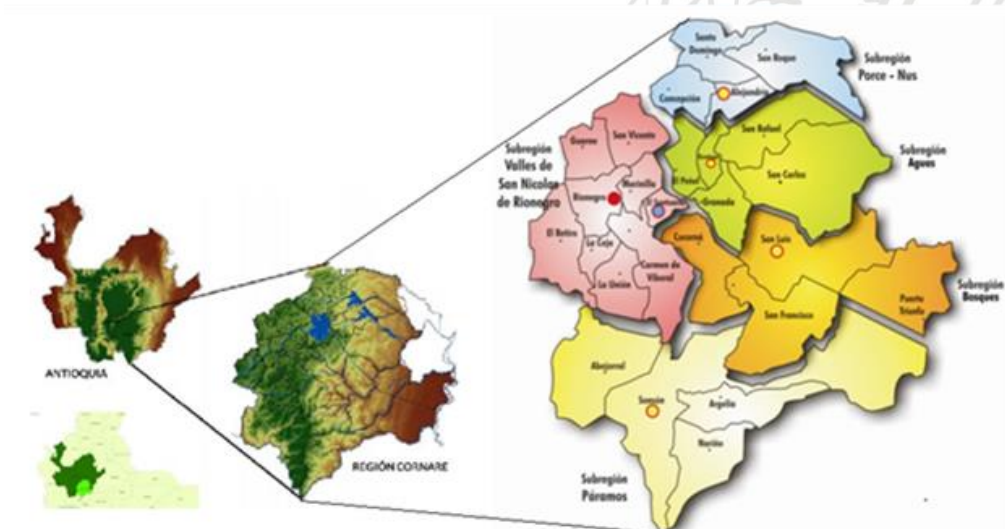 ANTIOQUIA
REGIÓN CORNARE
Subregión
Porce - Nus
Santo
Domingo
San Roque
Concepción
Alejandría
Subregión
Valles de
San Nicolás
de Rionegro
Guarne
San Vicente
Rionegro
Marinilla
El Santuario
El Retiro
La Ceja
La Unión
Carmen de
Viboral
Subregión
Aguas
San Rafael
El Peñol
San Carlos
Granada
Subregión
Bosques
Cocorná
San Luis
San Francisco
Puerto
Triunfo
Subregión
Páramos
Abejorral
Sonsón
Argelia
Nariño